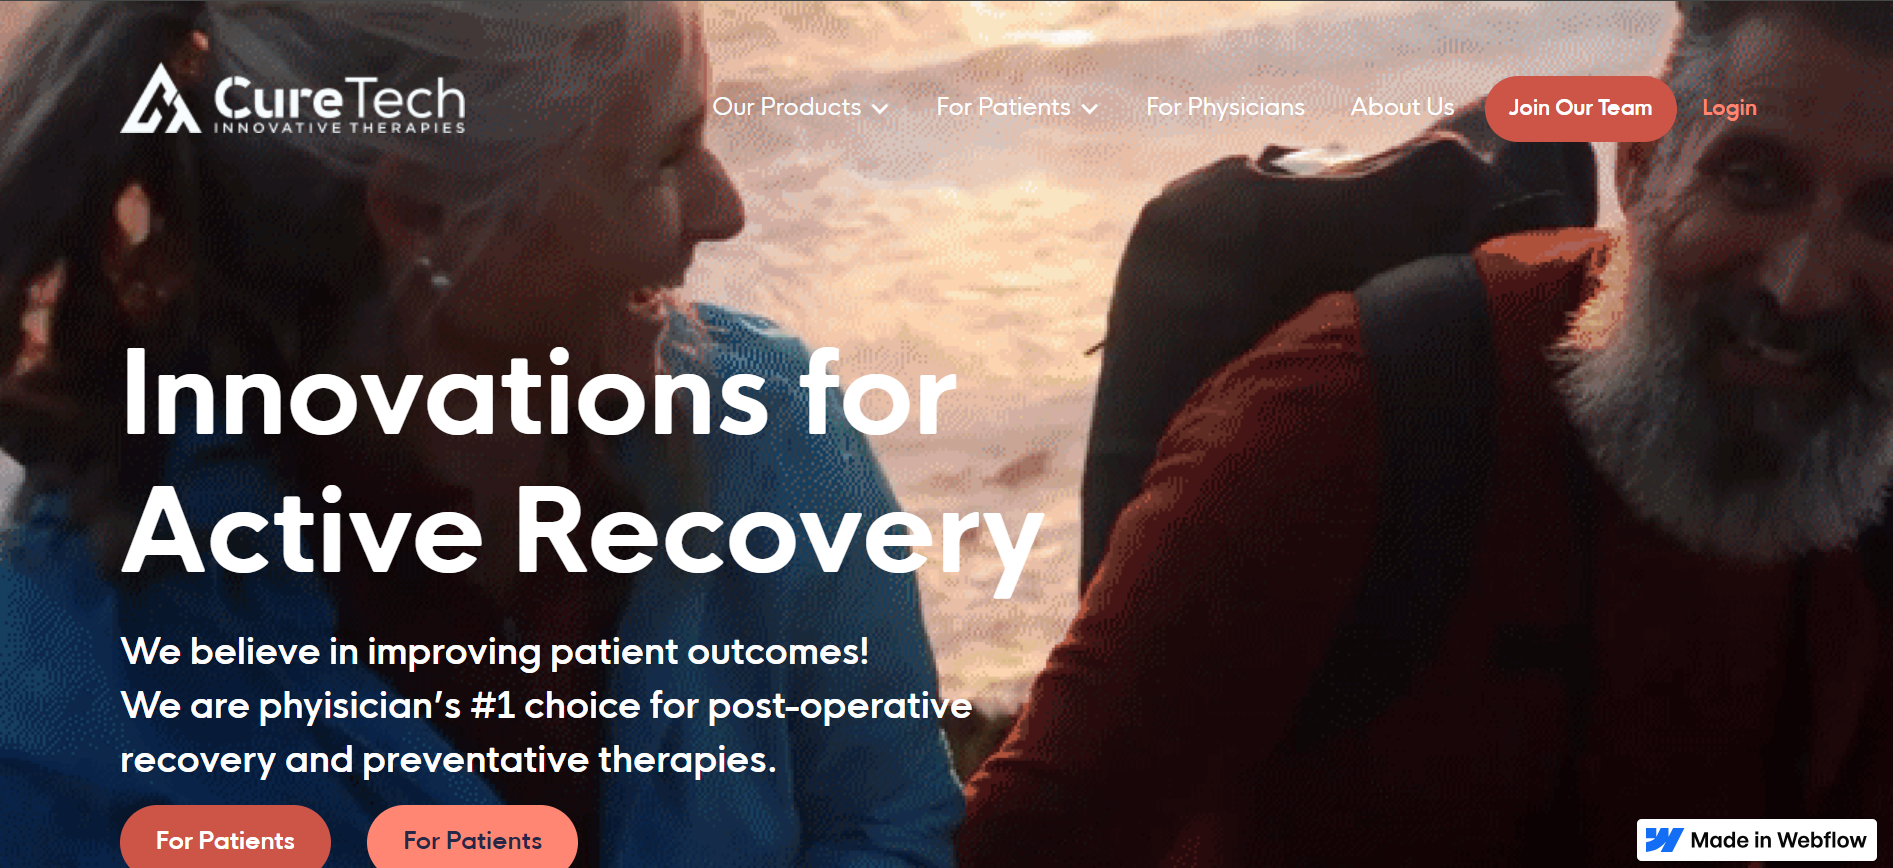 CureTech
INNOVATIVE THERAPIES
Our Products
For Patients
For Physicians
About Us
Join Our Team
Login
Innovations for
Active Recovery
We believe in improving patient outcomes!
We are phyisician's #1 choice for post-operative
recovery and preventative therapies.
For Patients
For Patients
Made in Webflow